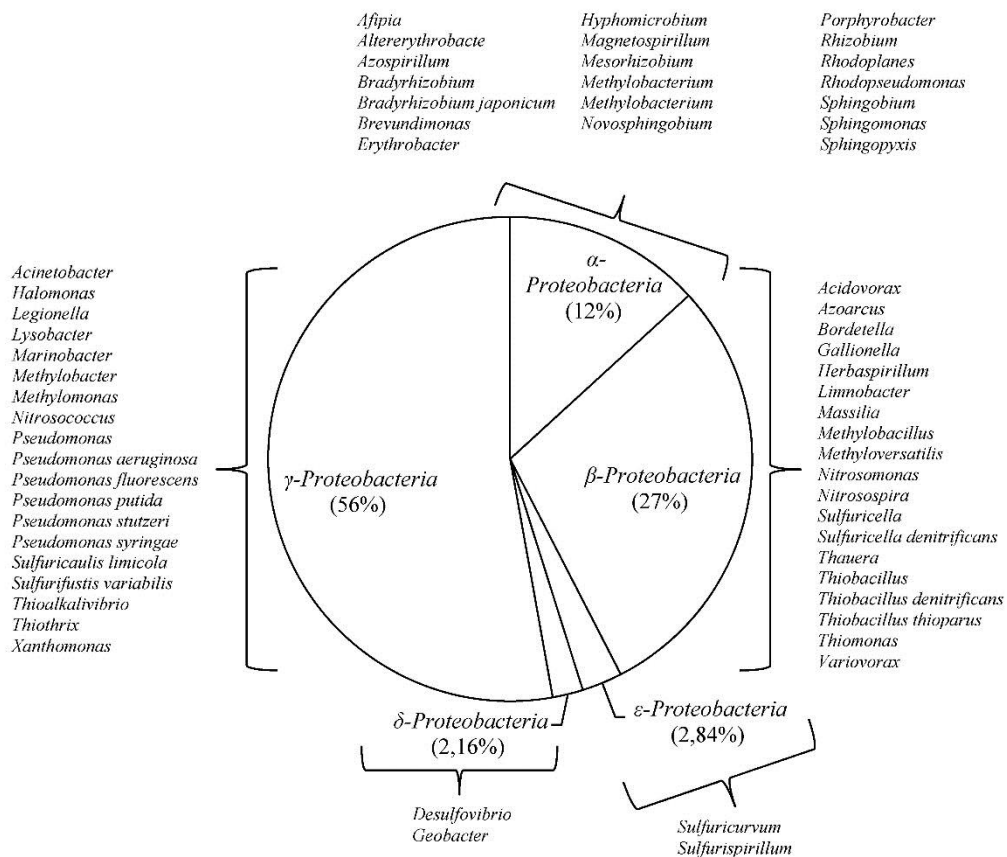 Afipia
Altererythrobacte
Azospirillum
Bradyrhizobium
Bradyrhizobium japonicum
Brevundimonas
Erythrobacter
Hyphomicrobium
Magnetospirillum
Mesorhizobium
Methylobacterium
Methylobacterium
Novosphingobium
Porphyrobacter
Rhizobium
Rhodoplanes
Rhodopseudomonas
Sphingobium
Sphingomonas
Sphingopyxis
Acinetobacter
Halomonas
Legionella
Lysobacter
Marinobacter
Methylobacter
Methylomonas
Nitrosococcus
Pseudomonas
Pseudomonas aeruginosa
Pseudomonas fluorescens
Pseudomonas putida
Pseudomonas stutzeri
Pseudomonas syringae
Sulfuricaulis limicola
Sulfurifustis variabilis
Thioalkalivibrio
Thiothrix
Xanthomonas
α-
Proteobacteria
(12%)
γ-Proteobacteria
(56%)
β-Proteobacteria
(27%)
Acidovorax
Azoarcus
Bordetella
Gallionella
Herbaspirillum
Limnobacter
Massilia
Methylobacillus
Methyloversatilis
Nitrosomonas
Nitrosospira
Sulfuricella
Sulfuricella denitrificans
Thauera
Thiobacillus
Thiobacillus denitrificans
Thiobacillus thioparus
Thiomonas
Variovorax
δ-Proteobacteria
(2,16%)
ε-Proteobacteria
(2,84%)
Desulfovibrio
Geobacter
Sulfuricurvum
Sulfurispirillum